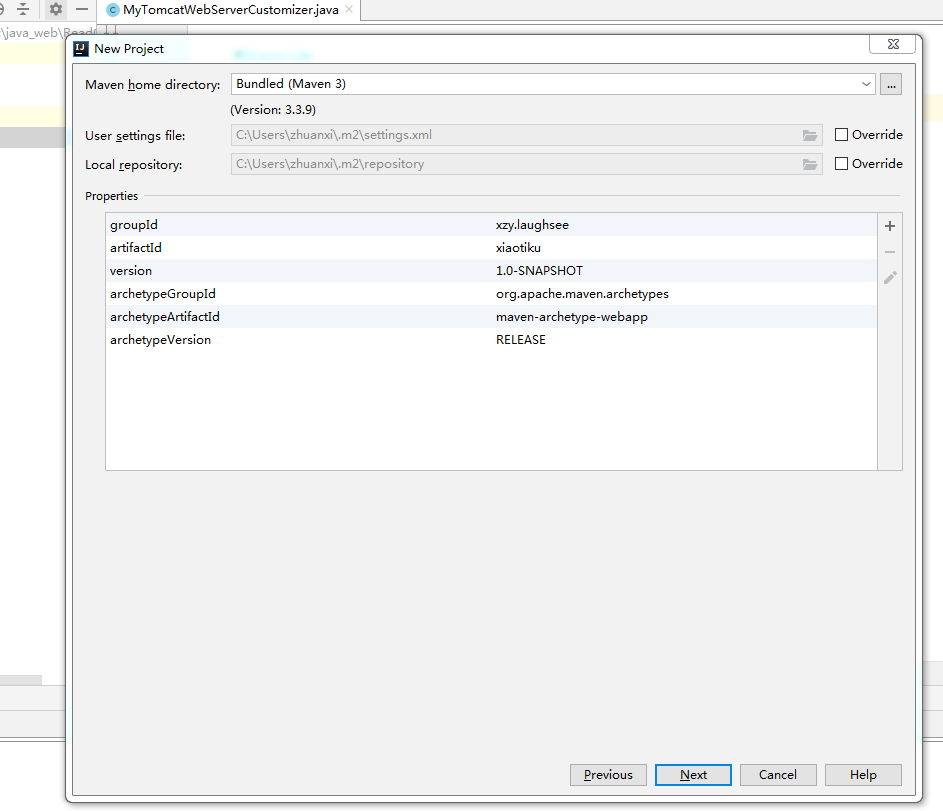 MyTomcatWebServerCustomizer.java
\java_web\Read
New Project
Maven home directory: Bundled (Maven 3) ...
(Version: 3.3.9)
User settings file: C:\Users\zhuanxi\.m2\settings.xml Override
Local repository: C:\Users\zhuanxi\.m2\repository Override
Properties
groupId xzy.laughsee
artifactId xiaotiku
version 1.0-SNAPSHOT
archetypeGroupId org.apache.maven.archetypes
archetypeArtifactId maven-archetype-webapp
archetypeVersion RELEASE
Previous Next Cancel Help